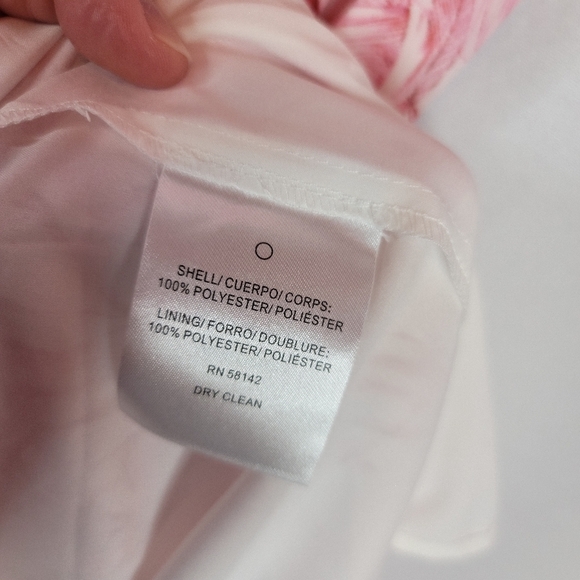 SHELL/ CUERPO/ CORPS:
100% POLYESTER/ POLIÉSTER
LINING/ FORRO/ DOUBLURE:
100% POLYESTER/ POLIÉSTER
RN 58142
DRY CLEAN